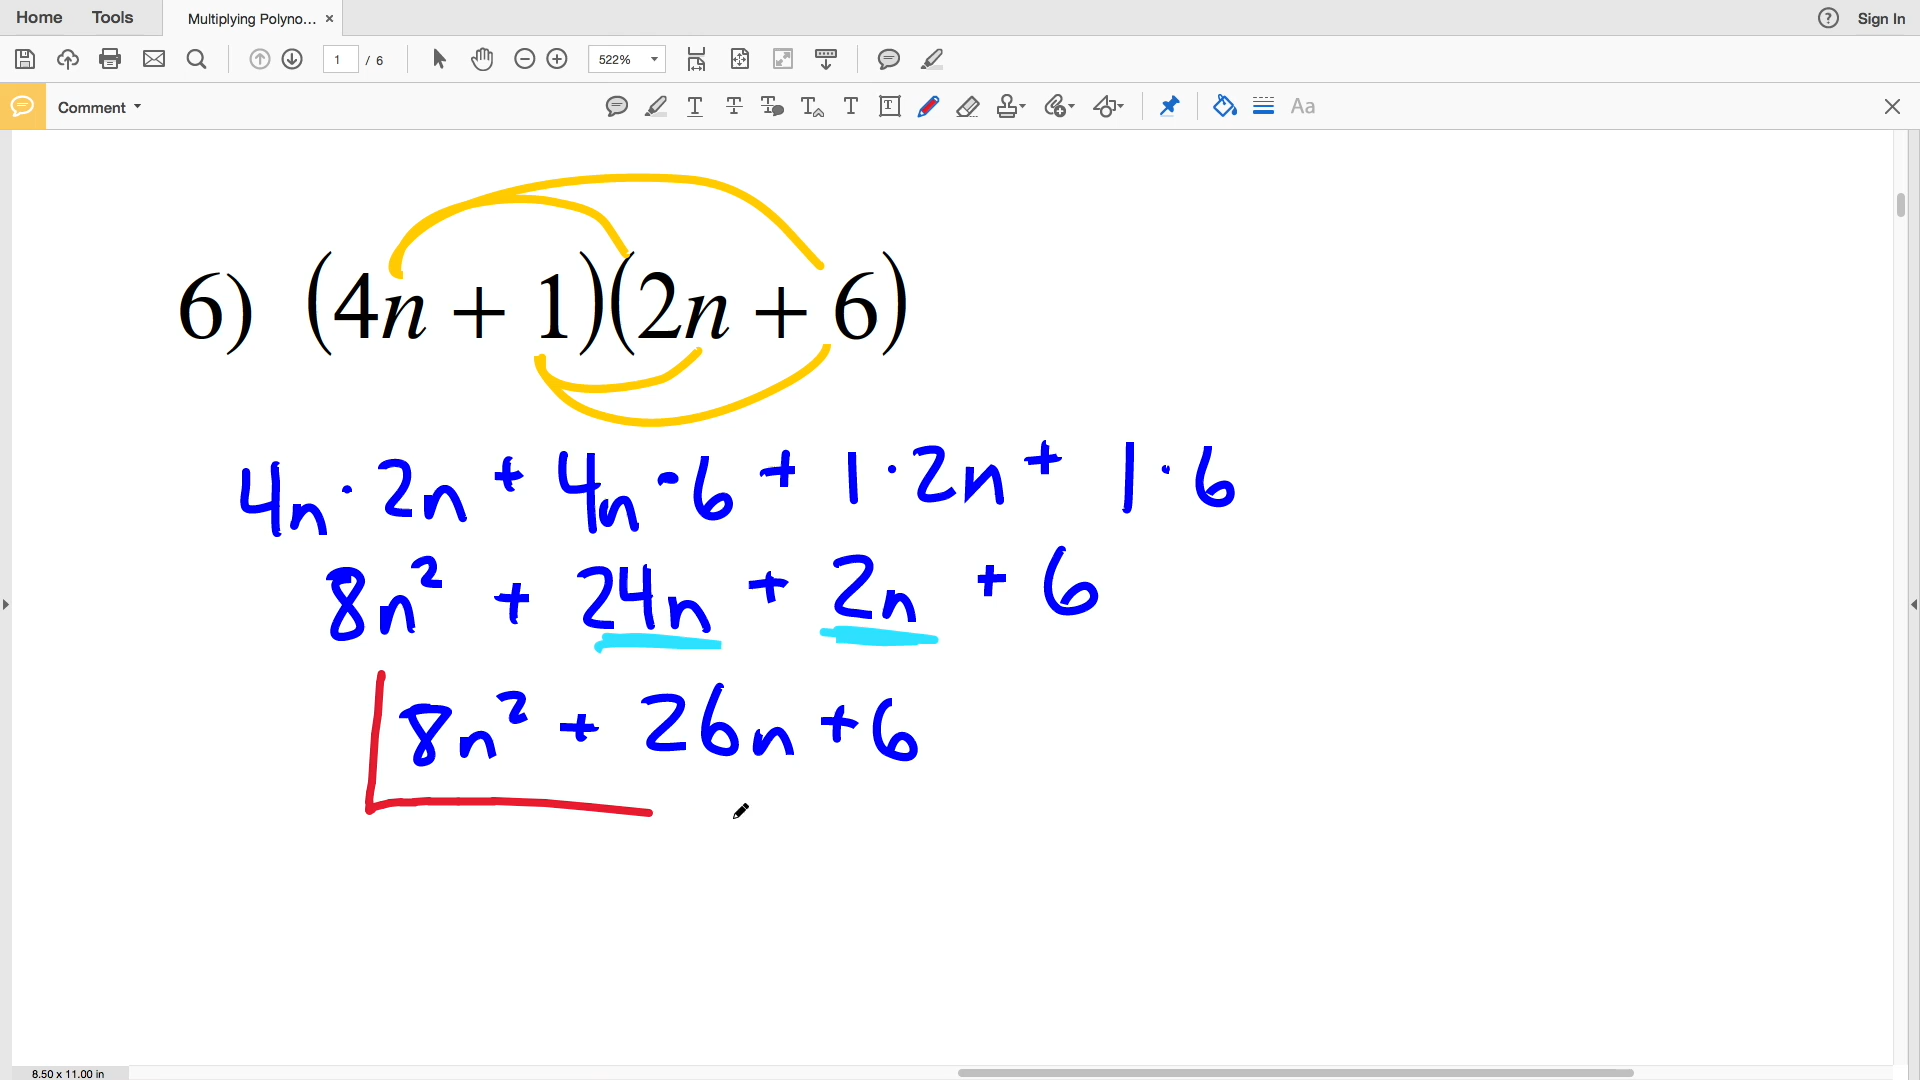 Home Tools Multiplying Polyno... × ? Sign In
1 / 6 522%
Comment T T T T T T Aa
6) (4n + 1)(2n + 6)
4n · 2n + 4n · 6 + 1 · 2n + 1 · 6
8n² + 24n + 2n + 6
8n² + 26n + 6
8.50 x 11.00 in